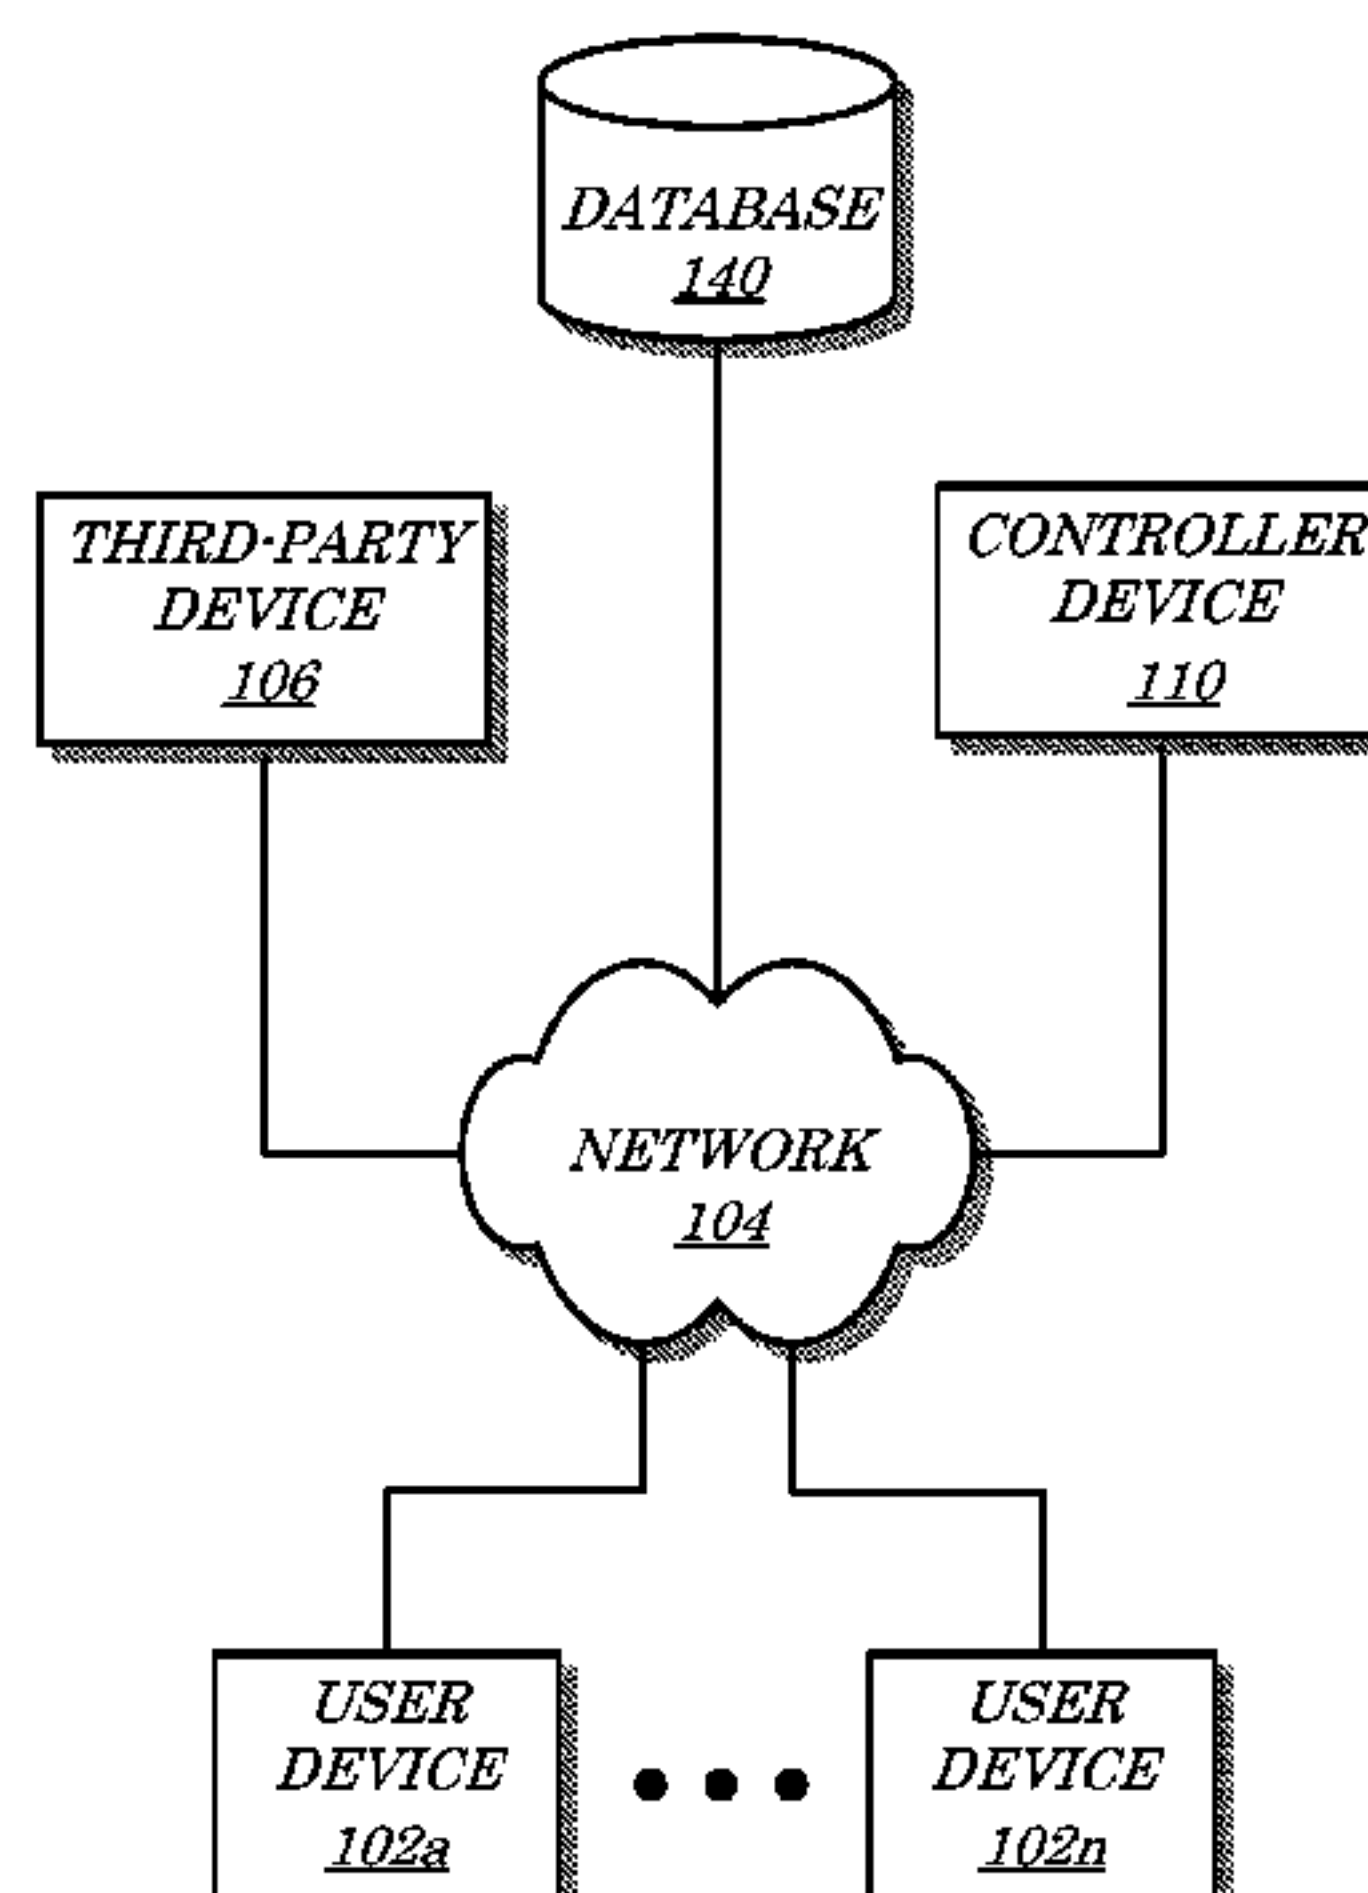 DATABASE
140
THIRD-PARTY
DEVICE
106
CONTROLLER
DEVICE
110
NETWORK
104
USER
DEVICE
102a
USER
DEVICE
102n